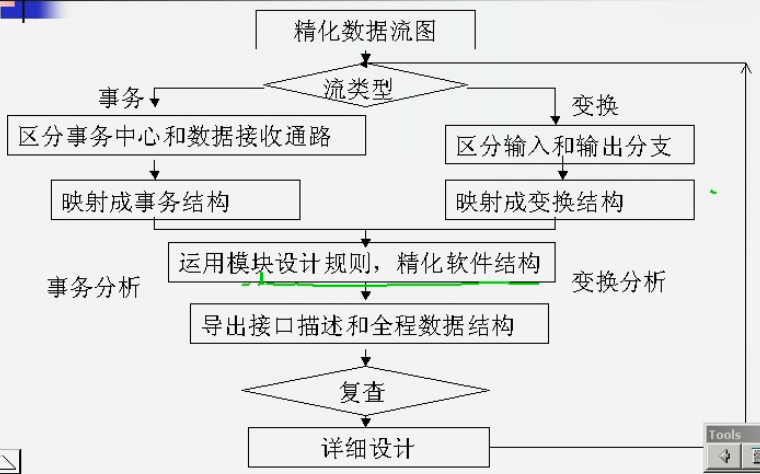 精化数据流图
流类型
事务
变换
区分事务中心和数据接收通路
区分输入和输出分支
映射成事务结构
映射成变换结构
运用模块设计规则，精化软件结构
事务分析
变换分析
导出接口描述和全程数据结构
复查
详细设计
Tools